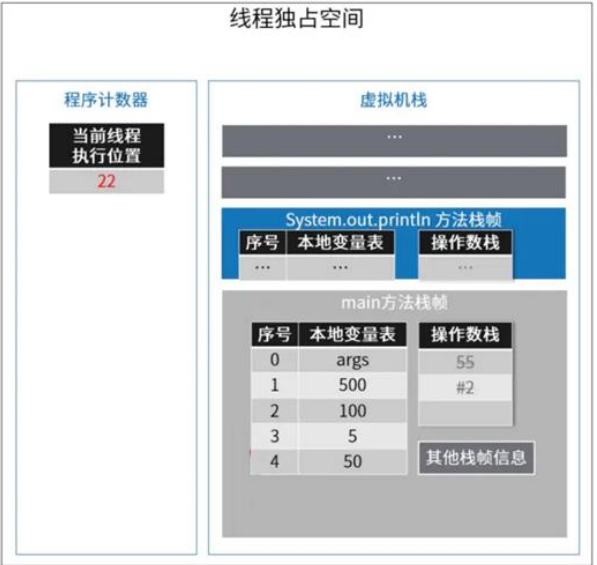 线程独占空间
程序计数器
当前线程
执行位置
22
虚拟机栈
...
...
System.out.println 方法栈帧
序号 本地变量表 操作数栈
... ... ...
main方法栈帧
序号 本地变量表 操作数栈
0 args 55
1 500 #2
2 100
3 5
4 50
其他栈帧信息